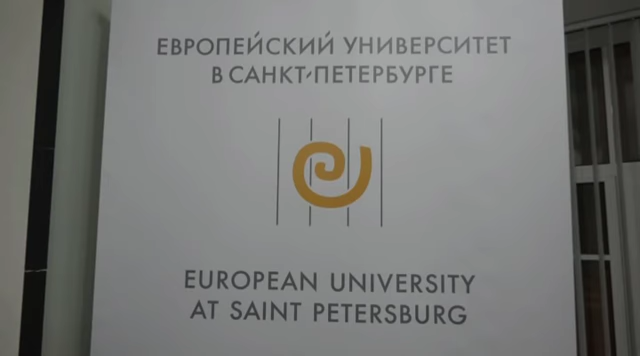 ЕВРОПЕЙСКИЙ УНИВЕРСИТЕТ
В САНКТ-ПЕТЕРБУРГЕ
EUROPEAN UNIVERSITY
AT SAINT PETERSBURG